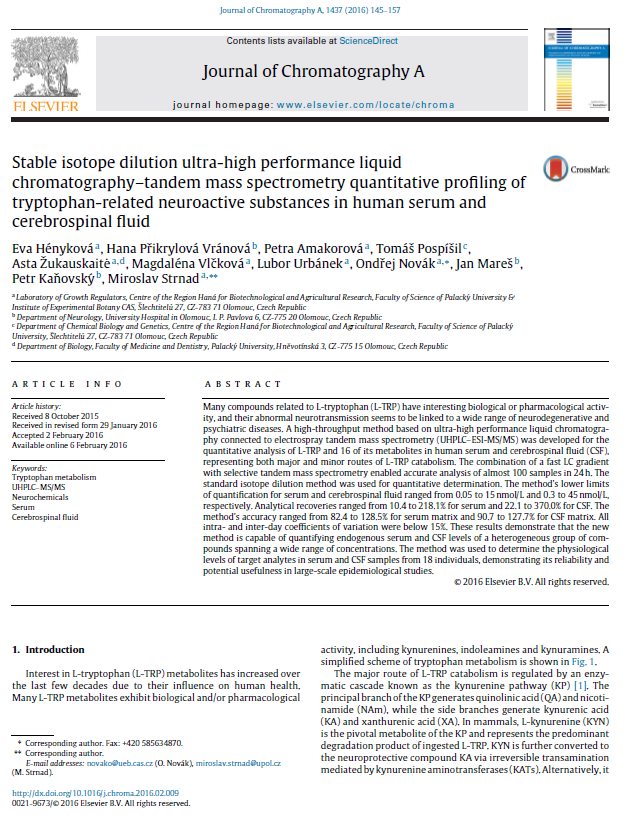 Journal of Chromatography A, 1437 (2016) 145–157
Contents lists available at ScienceDirect
Journal of Chromatography A
journal homepage: www.elsevier.com/locate/chroma
ELSEVIER
Stable isotope dilution ultra-high performance liquid
chromatography–tandem mass spectrometry quantitative profiling of
tryptophan-related neuroactive substances in human serum and
cerebrospinal fluid
CrossMark
Eva Hényková a, Hana Přikrylová Vránová b, Petra Amakorová a, Tomáš Pospíšil c,
Asta Žukauskaitė a,d, Magdaléna Vlčková a, Lubor Urbánek a, Ondřej Novák a,*, Jan Mareš b,
Petr Kaňovský b, Miroslav Strnad a,**
a Laboratory of Growth Regulators, Centre of the Region Haná for Biotechnological and Agricultural Research, Faculty of Science of Palacký University &
Institute of Experimental Botany CAS, Šlechtitelů 27, CZ-783 71 Olomouc, Czech Republic
b Department of Neurology, University Hospital in Olomouc, I. P. Pavlova 6, CZ-775 20 Olomouc, Czech Republic
c Department of Chemical Biology and Genetics, Centre of the Region Haná for Biotechnological and Agricultural Research, Faculty of Science of Palacký
University, Šlechtitelů 27, CZ-783 71 Olomouc, Czech Republic
d Department of Biology, Faculty of Medicine and Dentistry, Palacký University, Hněvotínská 3, CZ-775 15 Olomouc, Czech Republic
ARTICLE INFO
Article history:
Received 8 October 2015
Received in revised form 29 January 2016
Accepted 2 February 2016
Available online 6 February 2016
Keywords:
Tryptophan metabolism
UHPLC–MS/MS
Neurochemicals
Serum
Cerebrospinal fluid
ABSTRACT
Many compounds related to L-tryptophan (L-TRP) have interesting biological or pharmacological activ-
ity, and their abnormal neurotransmission seems to be linked to a wide range of neurodegenerative and
psychiatric diseases. A high-throughput method based on ultra-high performance liquid chromatogra-
phy connected to electrospray tandem mass spectrometry (UHPLC–ESI-MS/MS) was developed for the
quantitative analysis of L-TRP and 16 of its metabolites in human serum and cerebrospinal fluid (CSF),
representing both major and minor routes of L-TRP catabolism. The combination of a fast LC gradient
with selective tandem mass spectrometry enabled accurate analysis of almost 100 samples in 24 h. The
standard isotope dilution method was used for quantitative determination. The method's lower limits
of quantification for serum and cerebrospinal fluid ranged from 0.05 to 15 nmol/L and 0.3 to 45 nmol/L,
respectively. Analytical recoveries ranged from 10.4 to 218.1% for serum and 22.1 to 370.0% for CSF. The
method's accuracy ranged from 82.4 to 128.5% for serum matrix and 90.7 to 127.7% for CSF matrix. All
intra- and inter-day coefficients of variation were below 15%. These results demonstrate that the new
method is capable of quantifying endogenous serum and CSF levels of a heterogeneous group of com-
pounds spanning a wide range of concentrations. The method was used to determine the physiological
levels of target analytes in serum and CSF samples from 18 individuals, demonstrating its reliability and
potential usefulness in large-scale epidemiological studies.
© 2016 Elsevier B.V. All rights reserved.
1. Introduction
Interest in L-tryptophan (L-TRP) metabolites has increased over
the last few decades due to their influence on human health.
Many L-TRP metabolites exhibit biological and/or pharmacological
activity, including kynurenines, indoleamines and kynuramines. A
simplified scheme of tryptophan metabolism is shown in Fig. 1.
The major route of L-TRP catabolism is regulated by an enzy-
matic cascade known as the kynurenine pathway (KP) [1]. The
principal branch of the KP generates quinolinic acid (QA) and nicoti-
namide (NAm), while the side branches generate kynurenic acid
(KA) and xanthurenic acid (XA). In mammals, L-kynurenine (KYN)
is the pivotal metabolite of the KP and represents the predominant
degradation product of ingested L-TRP. KYN is further converted to
the neuroprotective compound KA via irreversible transamination
mediated by kynurenine aminotransferases (KATs). Alternatively, it
* Corresponding author. Fax: +420 585634870.
** Corresponding author.
E-mail addresses: novako@ueb.cas.cz (O. Novák), miroslav.strnad@upol.cz
(M. Strnad).
http://dx.doi.org/10.1016/j.chroma.2016.02.009
0021-9673/© 2016 Elsevier B.V. All rights reserved.